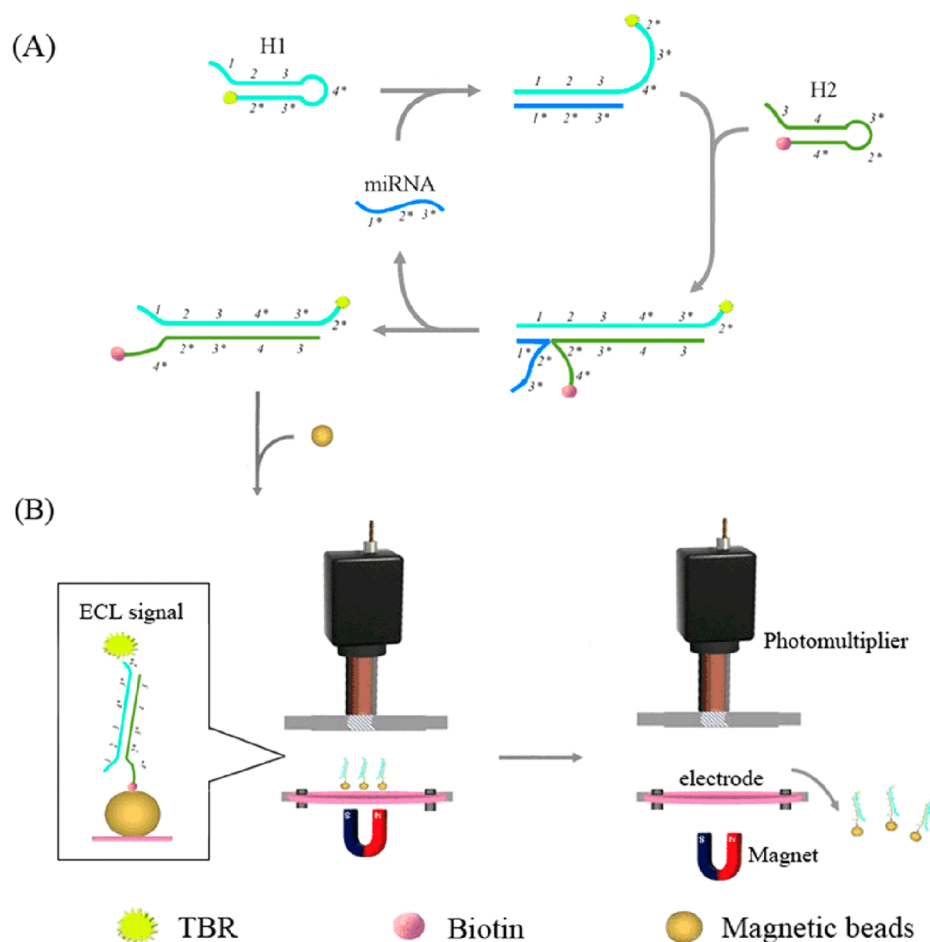 (A)
H1
1 2 3
4*
2* 3*
2*
3*
1 2 3
4*
1* 2* 3*
H2
3 4 3*
4* 2*
miRNA
1* 2* 3*
1 2 3 4* 3*
2*
2* 3* 4 3
4*
1 2 3 4* 3*
2*
1* 2* 2* 3* 4 3
3* 4*
(B)
ECL signal
Photomultiplier
electrode
S N
S N
Magnet
TBR Biotin Magnetic beads